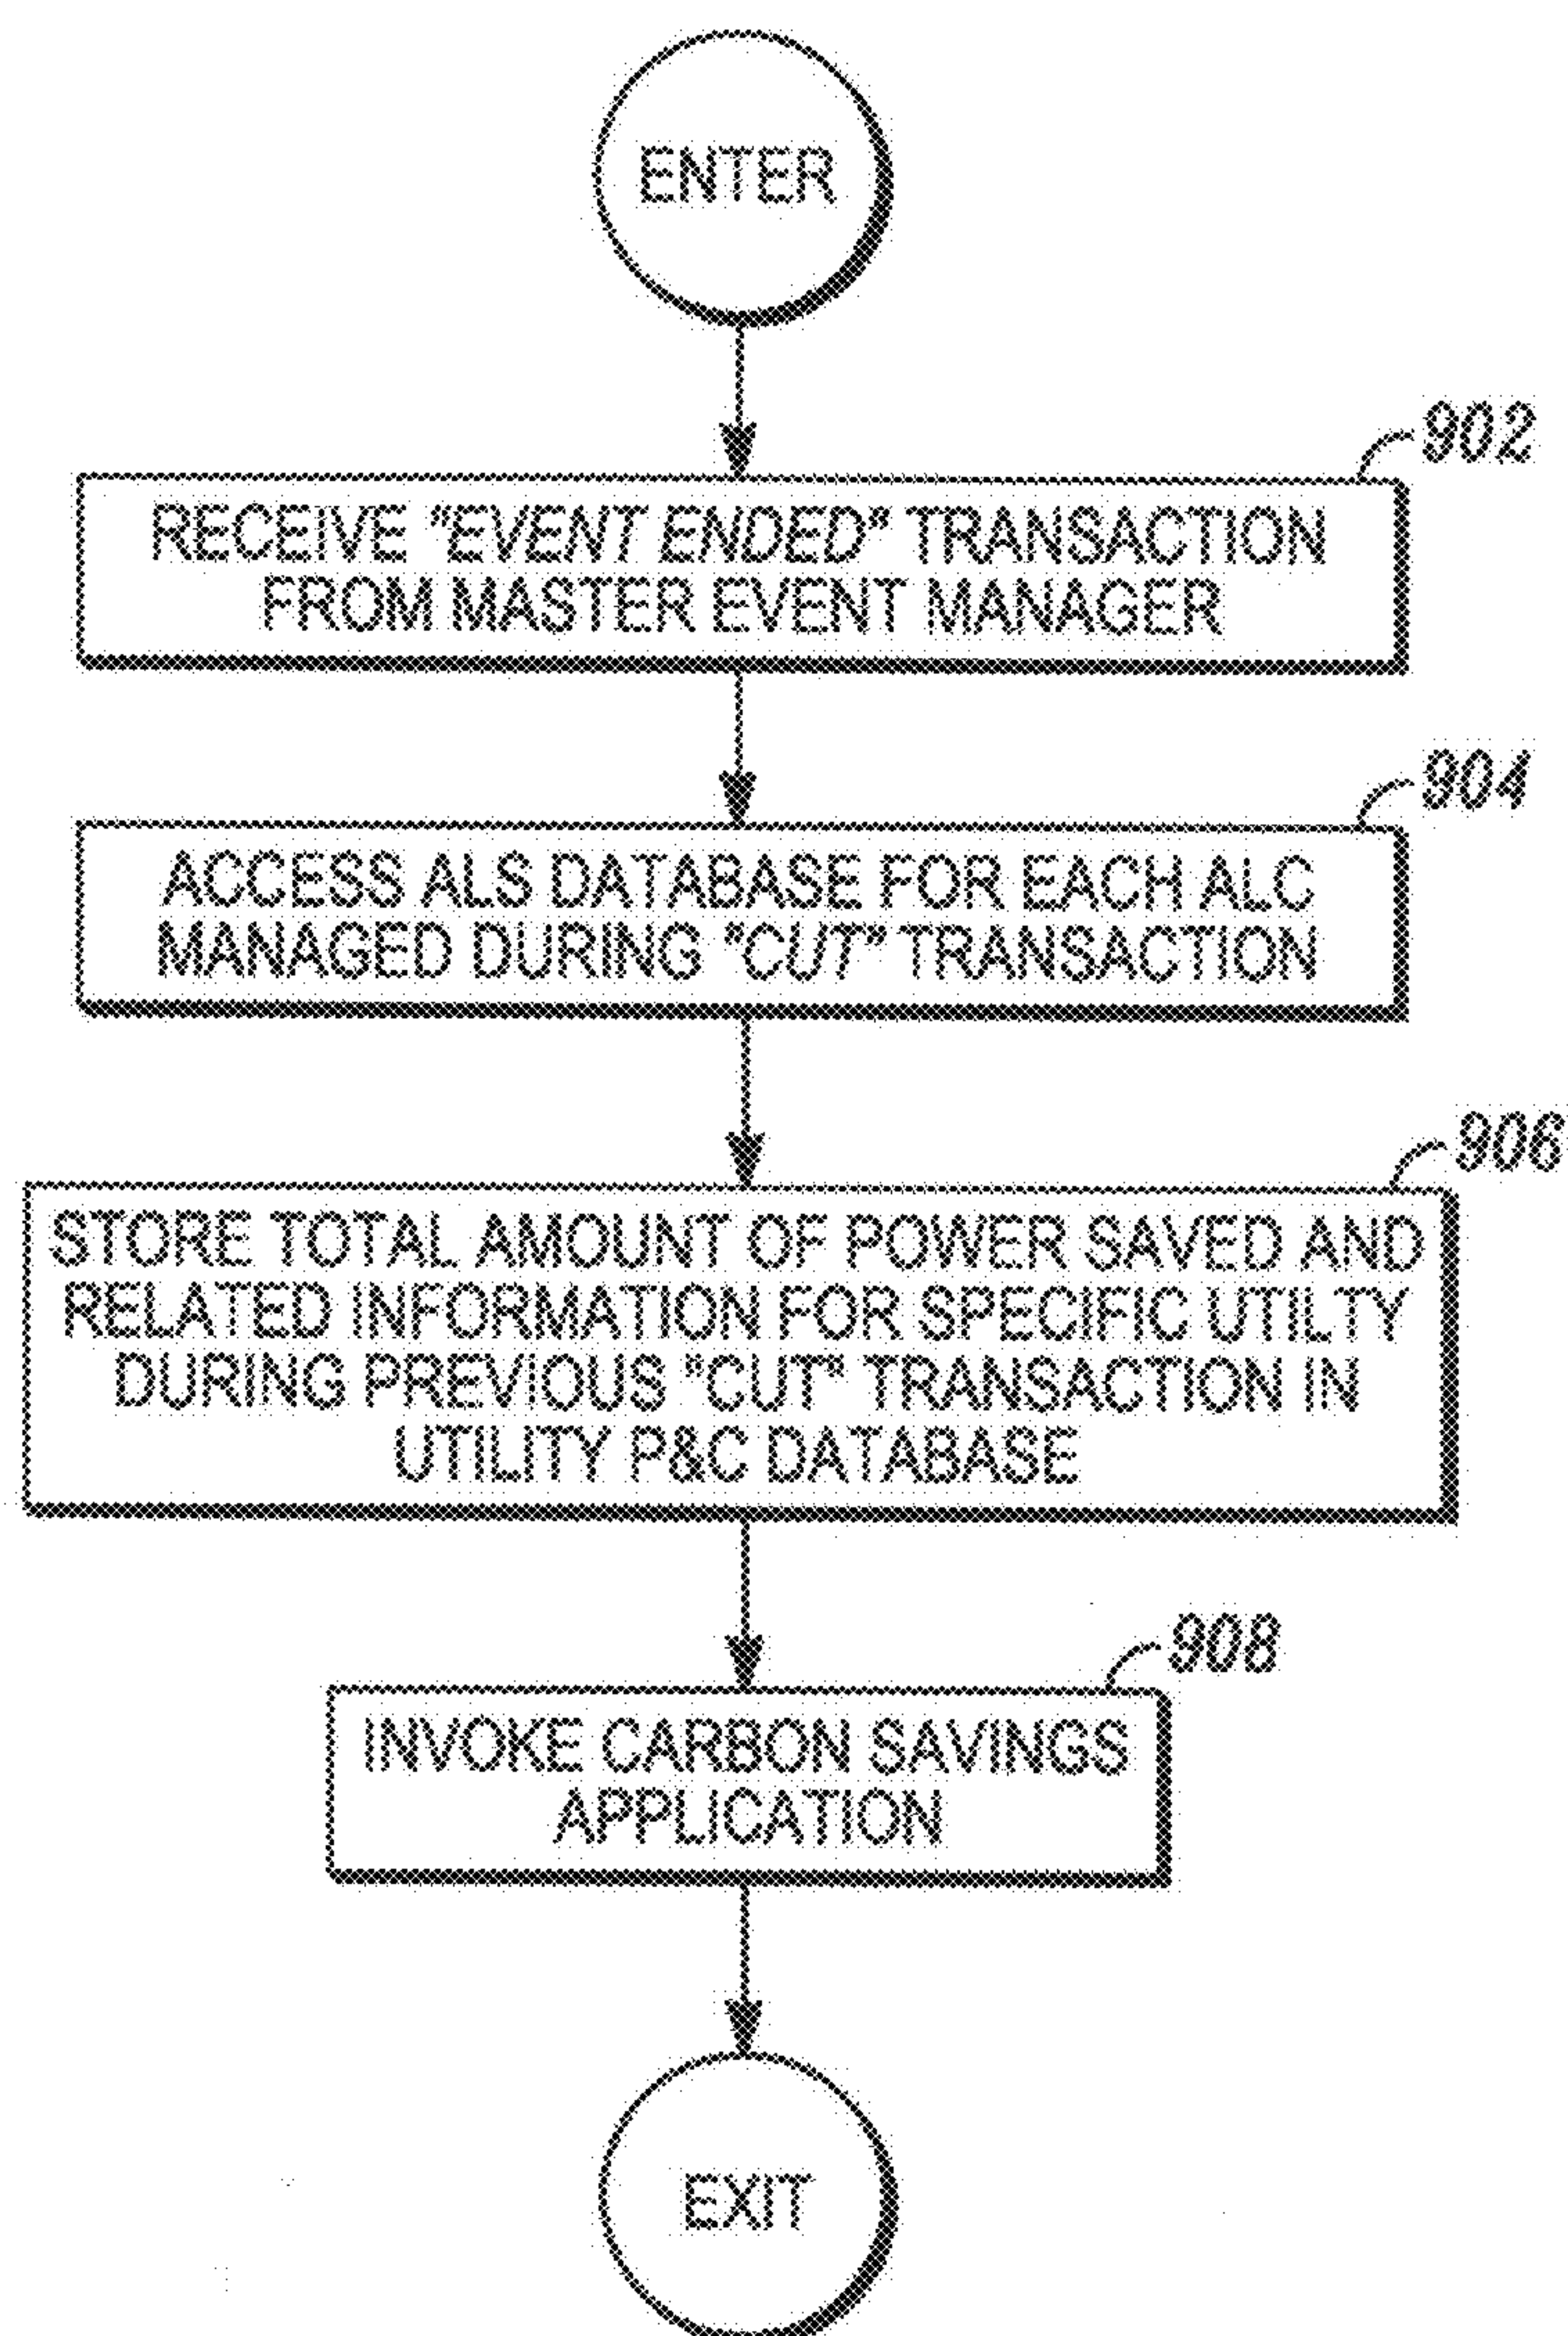 ENTER
902
RECEIVE "EVENT ENDED" TRANSACTION
FROM MASTER EVENT MANAGER
904
ACCESS ALS DATABASE FOR EACH ALC
MANAGED DURING "CUT" TRANSACTION
906
STORE TOTAL AMOUNT OF POWER SAVED AND
RELATED INFORMATION FOR SPECIFIC UTILTY
DURING PREVIOUS "CUT" TRANSACTION IN
UTILITY P&C DATABASE
908
INVOKE CARBON SAVINGS
APPLICATION
EXIT